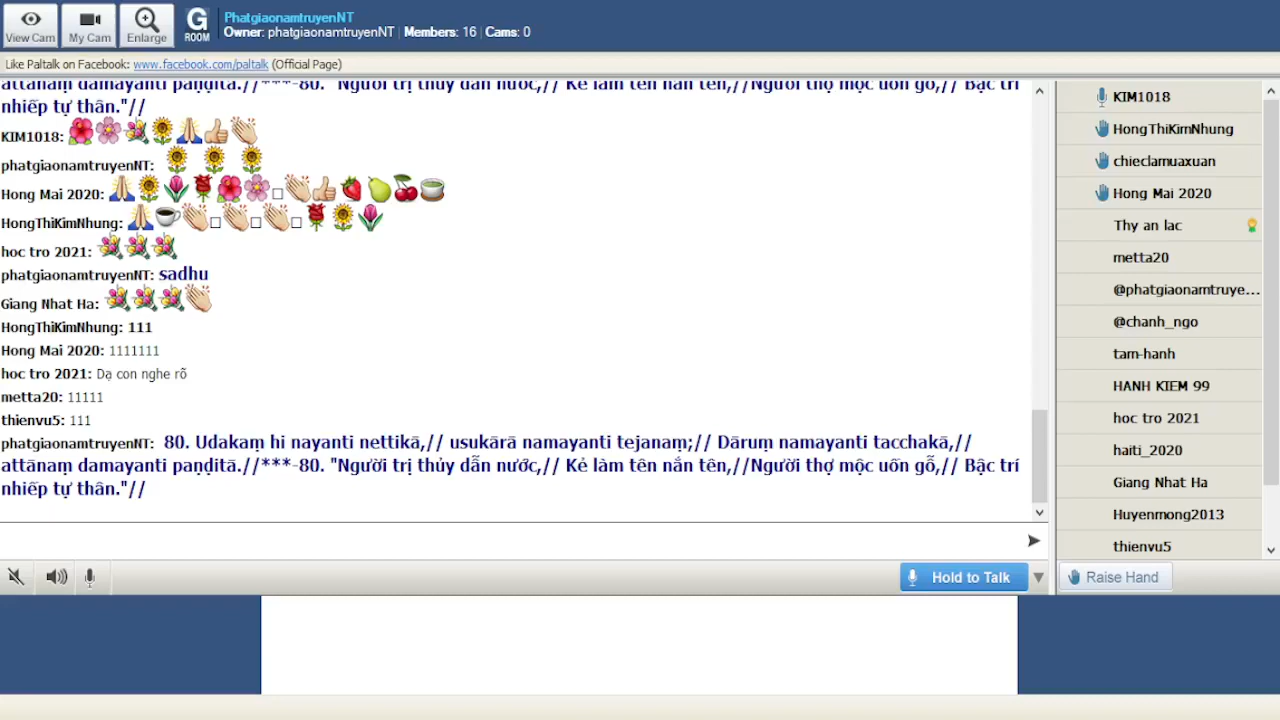 View Cam
My Cam
Enlarge
G
ROOM
PhatgiaonamtruyenNT
Owner: phatgiaonamtruyenNT | Members: 16 | Cams: 0
Like Paltalk on Facebook: www.facebook.com/paltalk (Official Page)
attānaṃ damayanti paṇḍitā.//***-80. "Người trị thủy dẫn nước,// Kẻ làm tên nắn tên,//Người thợ mộc uốn gỗ,// Bậc trí
nhiếp tự thân."//
KIM1018:
phatgiaonamtruyenNT:
Hong Mai 2020:
HongThiKimNhung:
hoc tro 2021:
phatgiaonamtruyenNT: sadhu
Giang Nhat Ha:
HongThiKimNhung: 111
Hong Mai 2020: 1111111
hoc tro 2021: Dạ con nghe rõ
metta20: 11111
thienvu5: 111
phatgiaonamtruyenNT: 80. Udakaṃ hi nayanti nettikā,// usukārā namayanti tejanaṃ;// Dāruṃ namayanti tacchakā,//
attānaṃ damayanti paṇḍitā.//***-80. "Người trị thủy dẫn nước,// Kẻ làm tên nắn tên,//Người thợ mộc uốn gỗ,// Bậc trí
nhiếp tự thân."//
Hold to Talk
KIM1018
HongThiKimNhung
chieclamuaxuan
Hong Mai 2020
Thy an lac
metta20
@phatgiaonamtruye...
@chanh_ngo
tam-hanh
HANH KIEM 99
hoc tro 2021
haiti_2020
Giang Nhat Ha
Huyenmong2013
thienvu5
Raise Hand